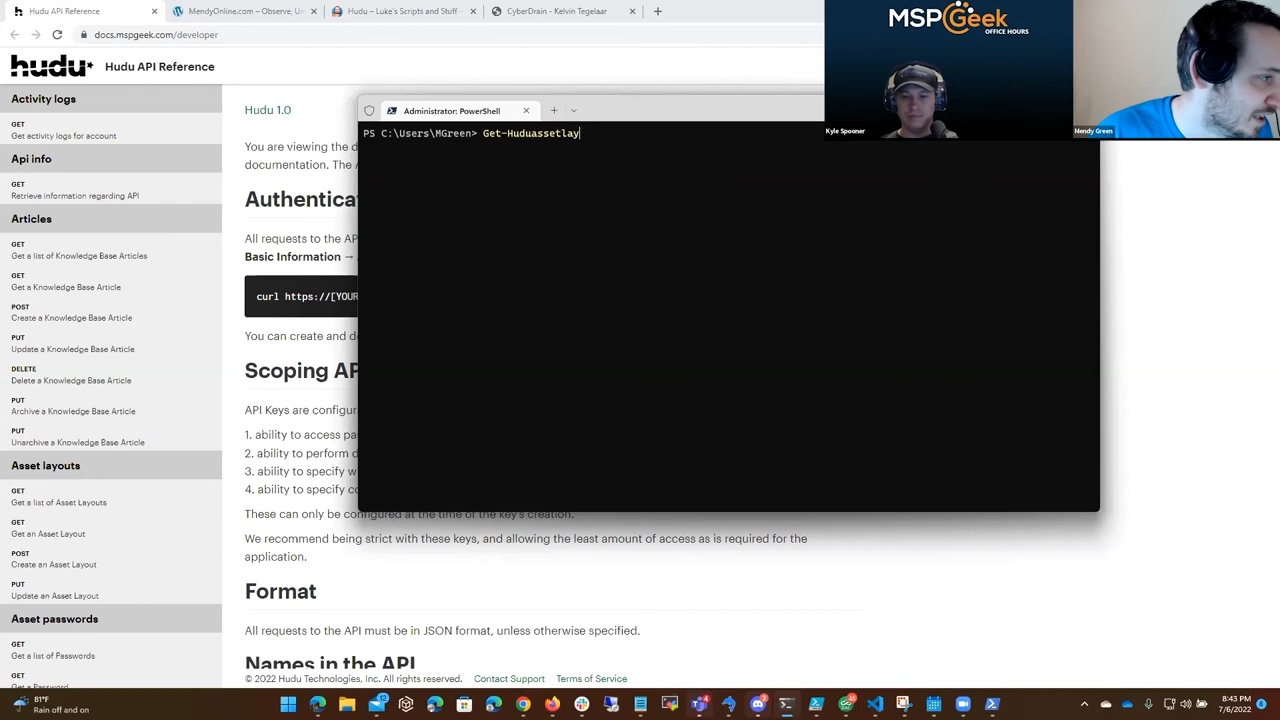 Hudu API Reference
MendyOnline.com – Observe, Um
Hudu – Luke's Scripts and Stuff -
CyberDrain - Kelvin Tegelaar
docs.mspgeek.com/developer
hudu
Hudu API Reference
MSPGeek
OFFICE HOURS
Kyle Spooner
Mendy Green
Activity logs
GET
Get activity logs for account
Api info
GET
Retrieve information regarding API
Articles
GET
Get a list of Knowledge Base Articles
GET
Get a Knowledge Base Article
POST
Create a Knowledge Base Article
PUT
Update a Knowledge Base Article
DELETE
Delete a Knowledge Base Article
PUT
Archive a Knowledge Base Article
PUT
Unarchive a Knowledge Base Article
Asset layouts
GET
Get a list of Asset Layouts
GET
Get an Asset Layout
POST
Create an Asset Layout
PUT
Update an Asset Layout
Asset passwords
GET
Get a list of Passwords
GET
Get a Password
Hudu 1.0
You are viewing the d
documentation. The A
Authentica
All requests to the AP
Basic Information →
curl https://[YOUR
You can create and de
Scoping AP
API Keys are configur
1. ability to access pa
2. ability to perform d
3. ability to specify w
4. ability to specify co
These can only be configured at the time of the key's creation.
We recommend being strict with these keys, and allowing the least amount of access as is required for the
application.
Format
All requests to the API must be in JSON format, unless otherwise specified.
Names in the API
© 2022 Hudu Technologies, Inc. All rights reserved. Contact Support Terms of Service
Administrator: PowerShell
PS C:\Users\MGreen> Get-Huduassetlay
81°F
Rain off and on
8:43 PM
7/6/2022